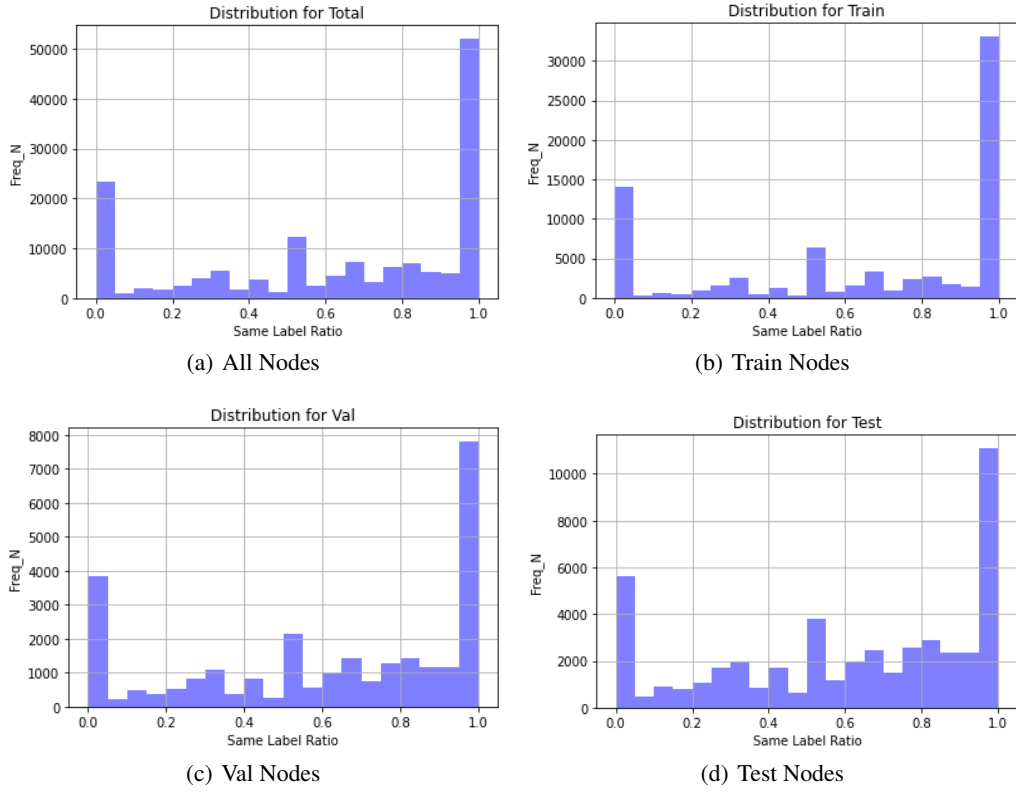 Distribution for Total
Freq_N
50000
40000
30000
20000
10000
0
0.0 0.2 0.4 0.6 0.8 1.0
Same Label Ratio
(a) All Nodes
Distribution for Train
Freq_N
30000
25000
20000
15000
10000
5000
0
0.0 0.2 0.4 0.6 0.8 1.0
Same Label Ratio
(b) Train Nodes
Distribution for Val
Freq_N
8000
7000
6000
5000
4000
3000
2000
1000
0
0.0 0.2 0.4 0.6 0.8 1.0
Same Label Ratio
(c) Val Nodes
Distribution for Test
Freq_N
10000
8000
6000
4000
2000
0
0.0 0.2 0.4 0.6 0.8 1.0
Same Label Ratio
(d) Test Nodes